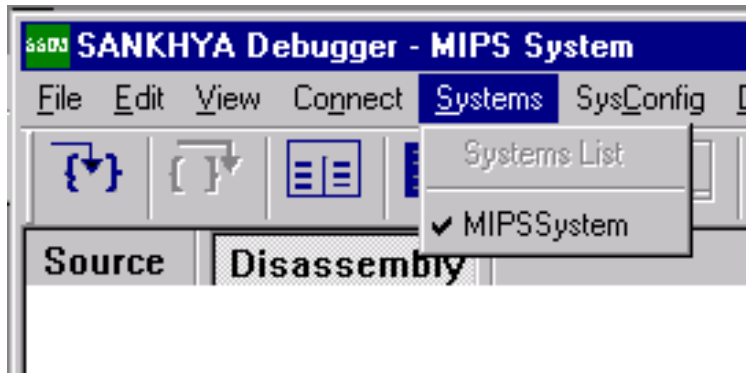 SANKHYA Debugger - MIPS System
File Edit View Connect Systems SysConfig D
Systems List
MIPSSystem
Source Disassembly